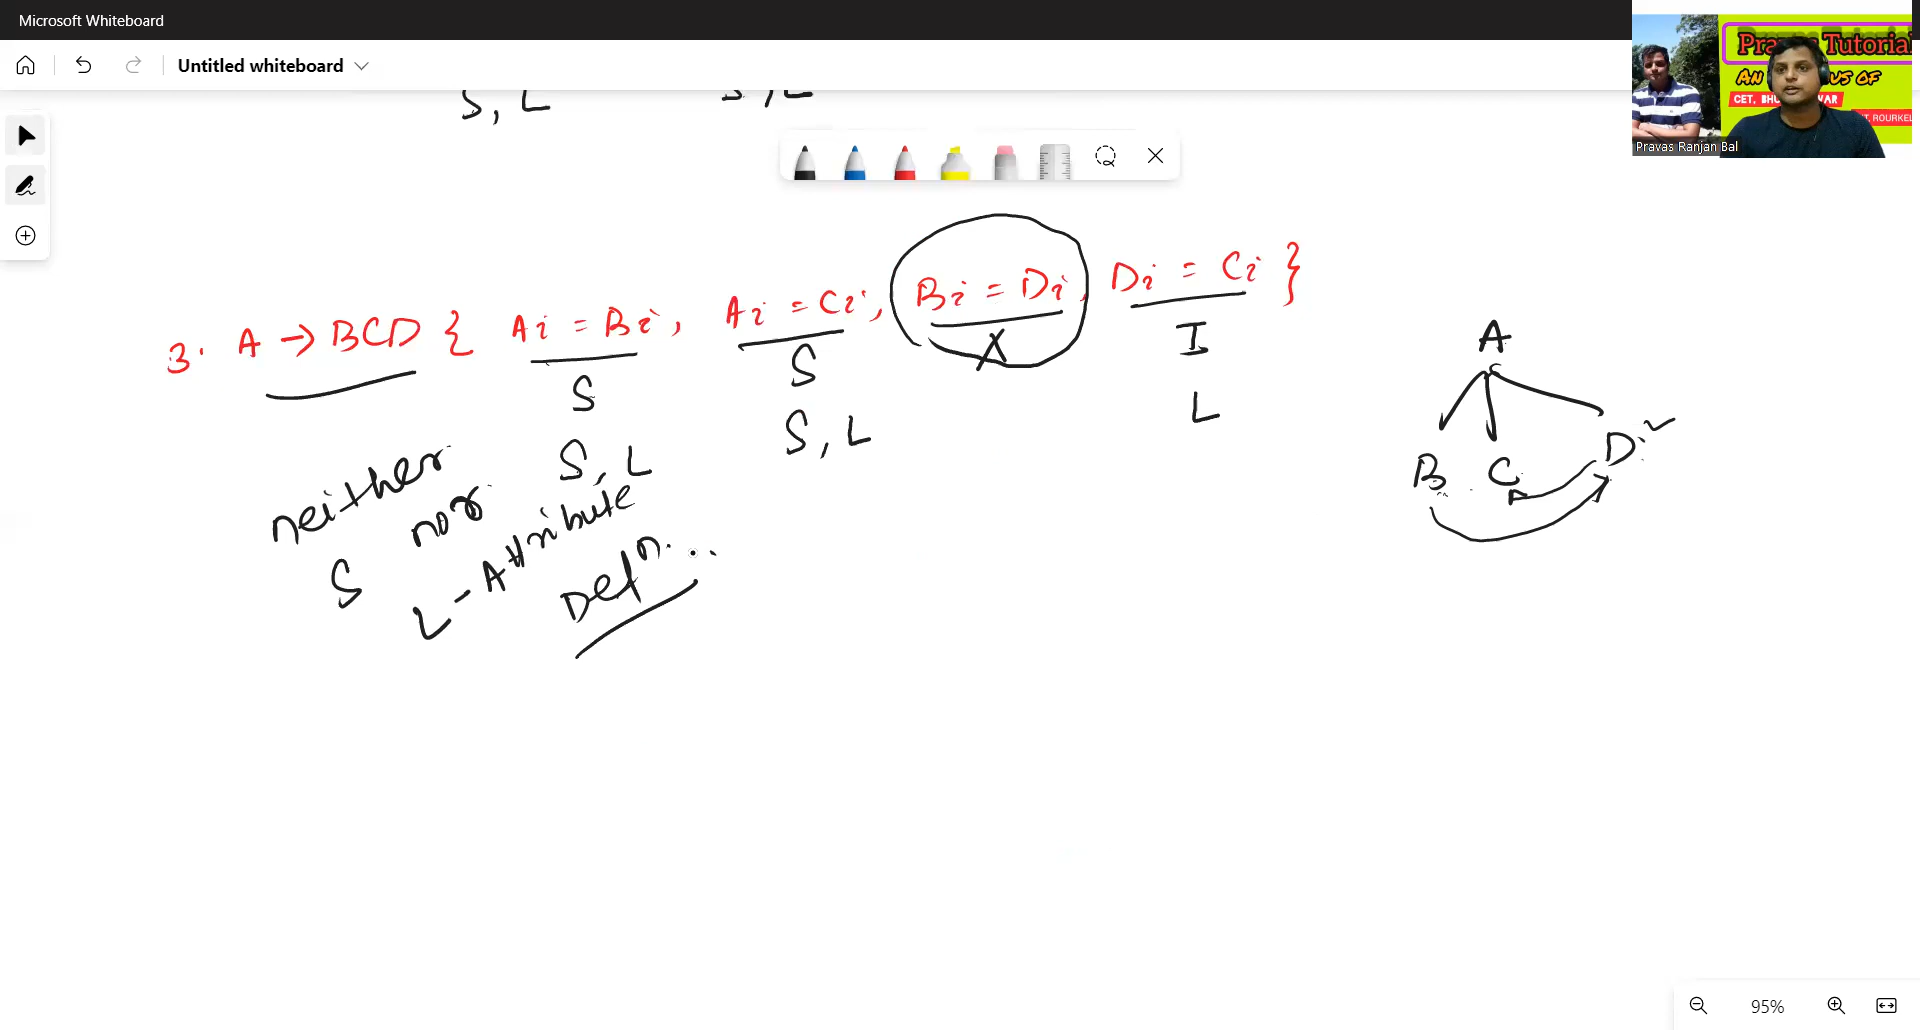 Microsoft Whiteboard
Untitled whiteboard
Pravas Ranjan Bal
S, L
3. A → BCD { Ai = Bi, Ai = Ci, Bi = Di, Di = Ci }
S S X I
S, L S, L L
neither
S nor
L - Attribute
Defn...
A
B C D
95%